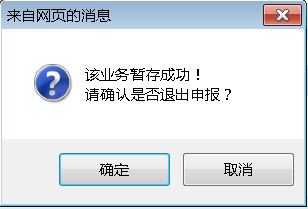 来自网页的消息
该业务暂存成功！
请确认是否退出申报？
确定
取消